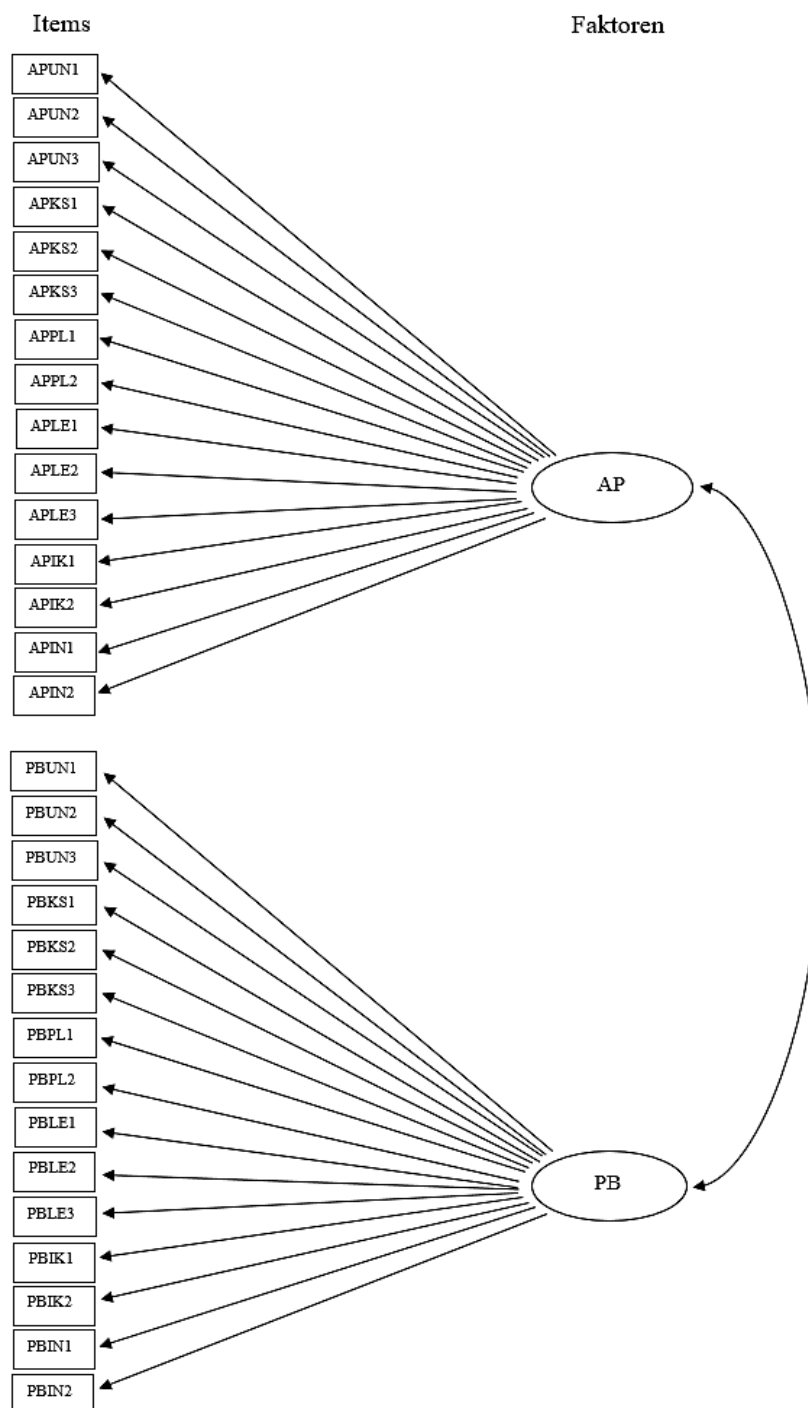 Items Faktoren
APUN1
APUN2
APUN3
APKS1
APKS2
APKS3
APPL1
APPL2
APLE1
APLE2
AP
APLE3
APIK1
APIK2
APIN1
APIN2
PBUN1
PBUN2
PBUN3
PBKS1
PBKS2
PBKS3
PBPL1
PBPL2
PBLE1
PBLE2
PB
PBLE3
PBIK1
PBIK2
PBIN1
PBIN2